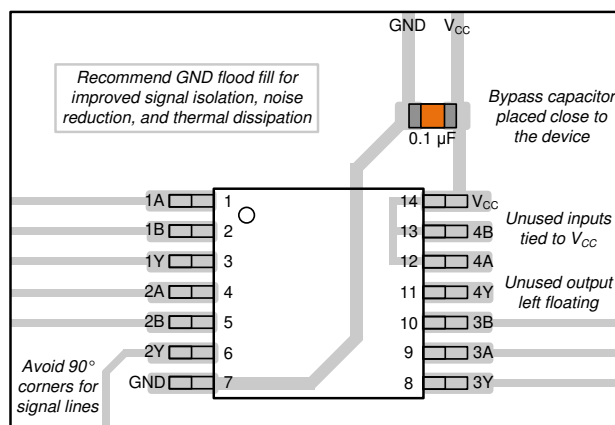 GND VCC
Recommend GND flood fill for
improved signal isolation, noise
reduction, and thermal dissipation
Bypass capacitor
placed close to
the device
0.1 µF
1A 1 14 VCC
Unused inputs
tied to VCC
1B 2 13 4B
1Y 3 12 4A
Unused output
left floating
2A 4 11 4Y
2B 5 10 3B
2Y 6 9 3A
Avoid 90°
corners for
signal lines
GND 7 8 3Y